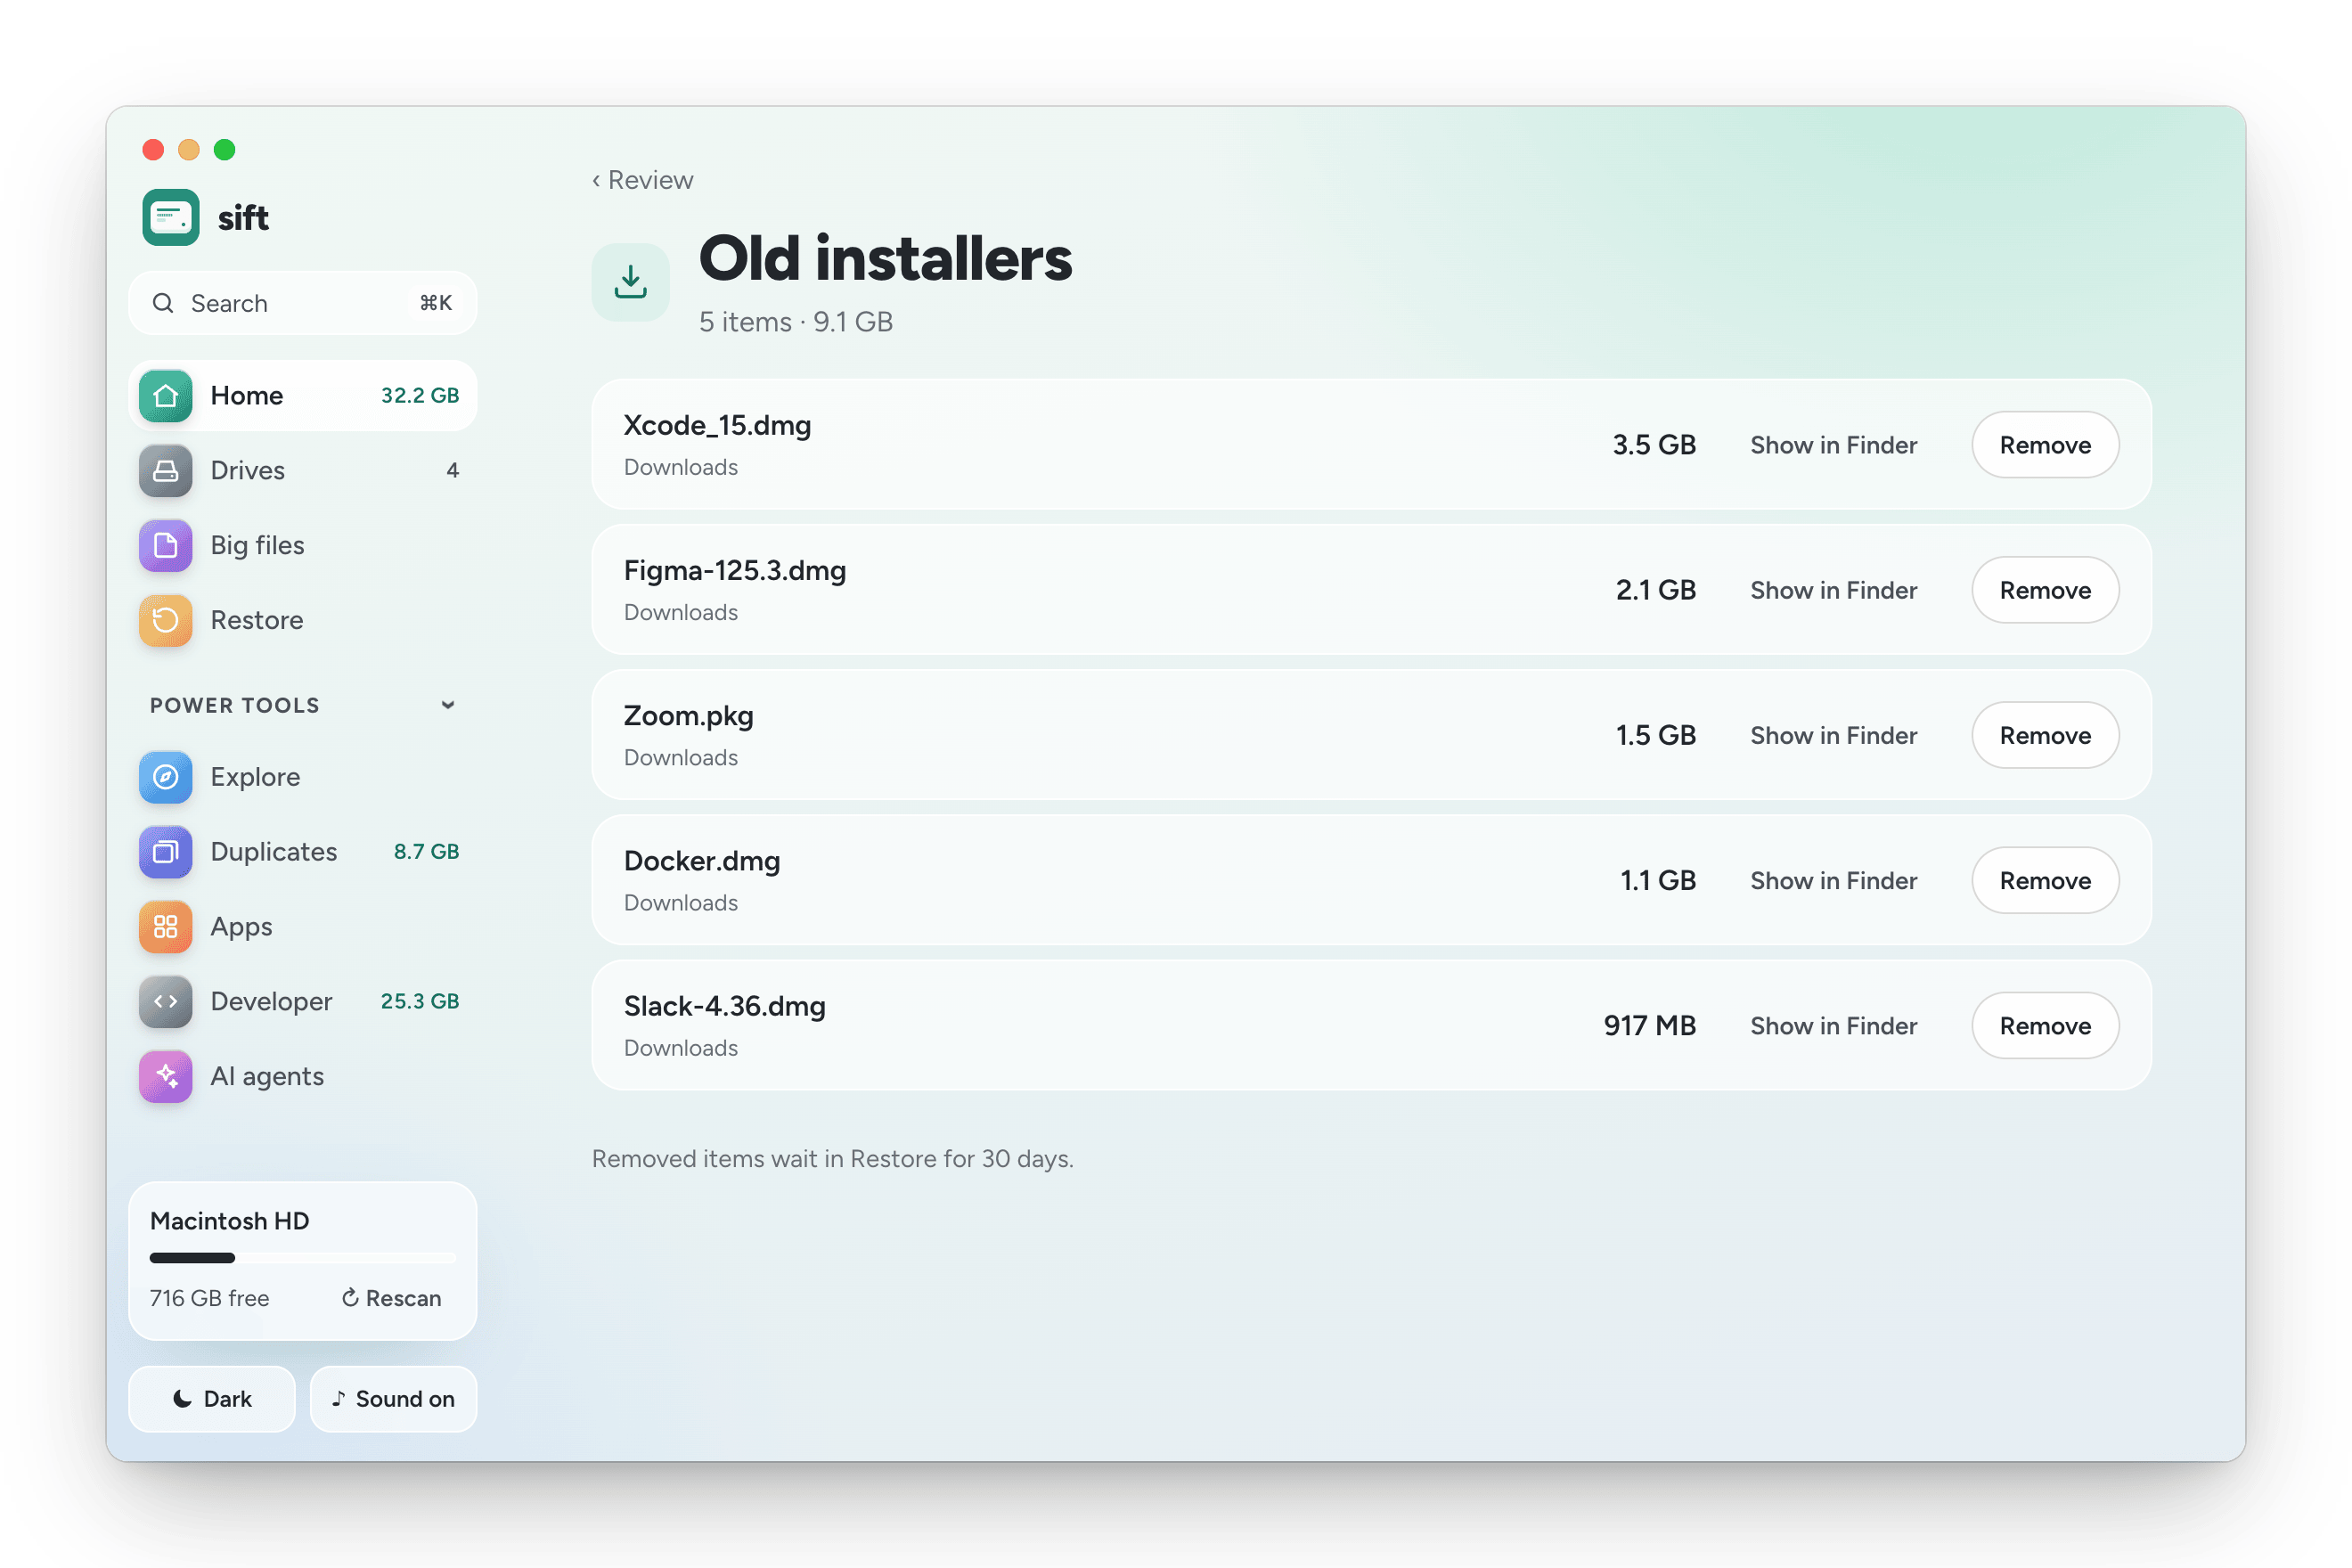 sift
Search ⌘K
Home 32.2 GB
Drives 4
Big files
Restore
POWER TOOLS
Explore
Duplicates 8.7 GB
Apps
Developer 25.3 GB
AI agents
Macintosh HD
716 GB free ↻ Rescan
Dark ♪ Sound on
‹ Review
Old installers
5 items · 9.1 GB
Xcode_15.dmg
Downloads
3.5 GB Show in Finder Remove
Figma-125.3.dmg
Downloads
2.1 GB Show in Finder Remove
Zoom.pkg
Downloads
1.5 GB Show in Finder Remove
Docker.dmg
Downloads
1.1 GB Show in Finder Remove
Slack-4.36.dmg
Downloads
917 MB Show in Finder Remove
Removed items wait in Restore for 30 days.